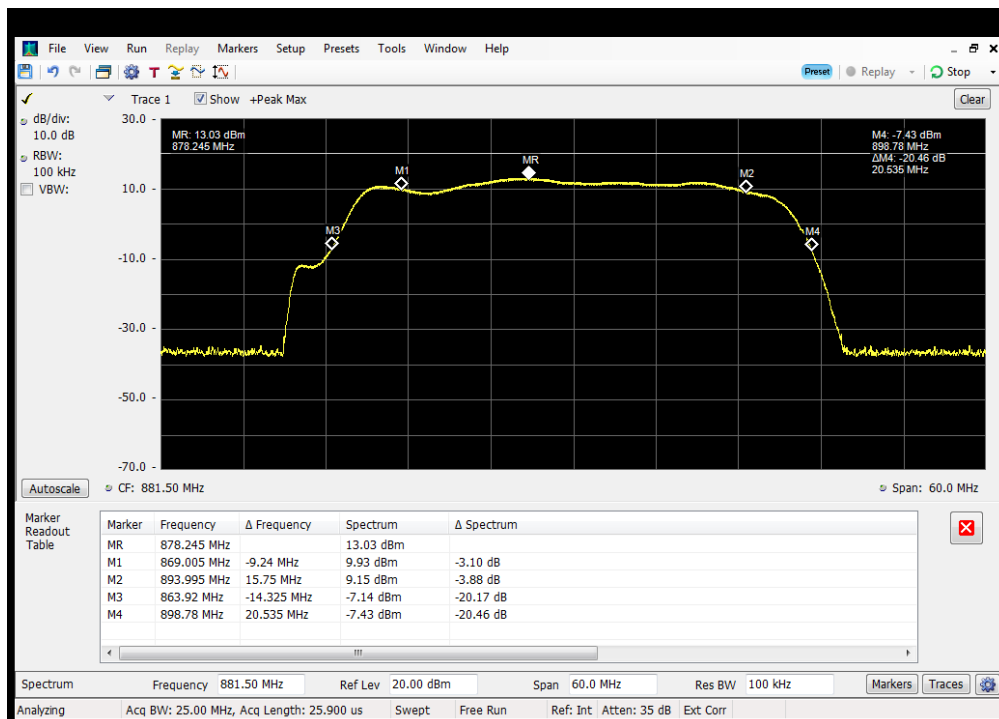 File View Run Replay Markers Setup Presets Tools Window Help
T Preset Replay Stop
Trace 1 Show +Peak Max Clear
dB/div:
10.0 dB
RBW:
100 kHz
VBW:
30.0
10.0
-10.0
-30.0
-50.0
-70.0
MR: 13.03 dBm
878.245 MHz
M4: -7.43 dBm
898.78 MHz
ΔM4: -20.46 dB
20.535 MHz
M1
MR
M2
M3
M4
Autoscale CF: 881.50 MHz Span: 60.0 MHz
Marker
Readout
Table
Marker Frequency Δ Frequency Spectrum Δ Spectrum
MR 878.245 MHz 13.03 dBm
M1 869.005 MHz -9.24 MHz 9.93 dBm -3.10 dB
M2 893.995 MHz 15.75 MHz 9.15 dBm -3.88 dB
M3 863.92 MHz -14.325 MHz -7.14 dBm -20.17 dB
M4 898.78 MHz 20.535 MHz -7.43 dBm -20.46 dB
Spectrum Frequency 881.50 MHz Ref Lev 20.00 dBm Span 60.0 MHz Res BW 100 kHz Markers Traces
Analyzing Acq BW: 25.00 MHz, Acq Length: 25.900 us Swept Free Run Ref: Int Atten: 35 dB Ext Corr